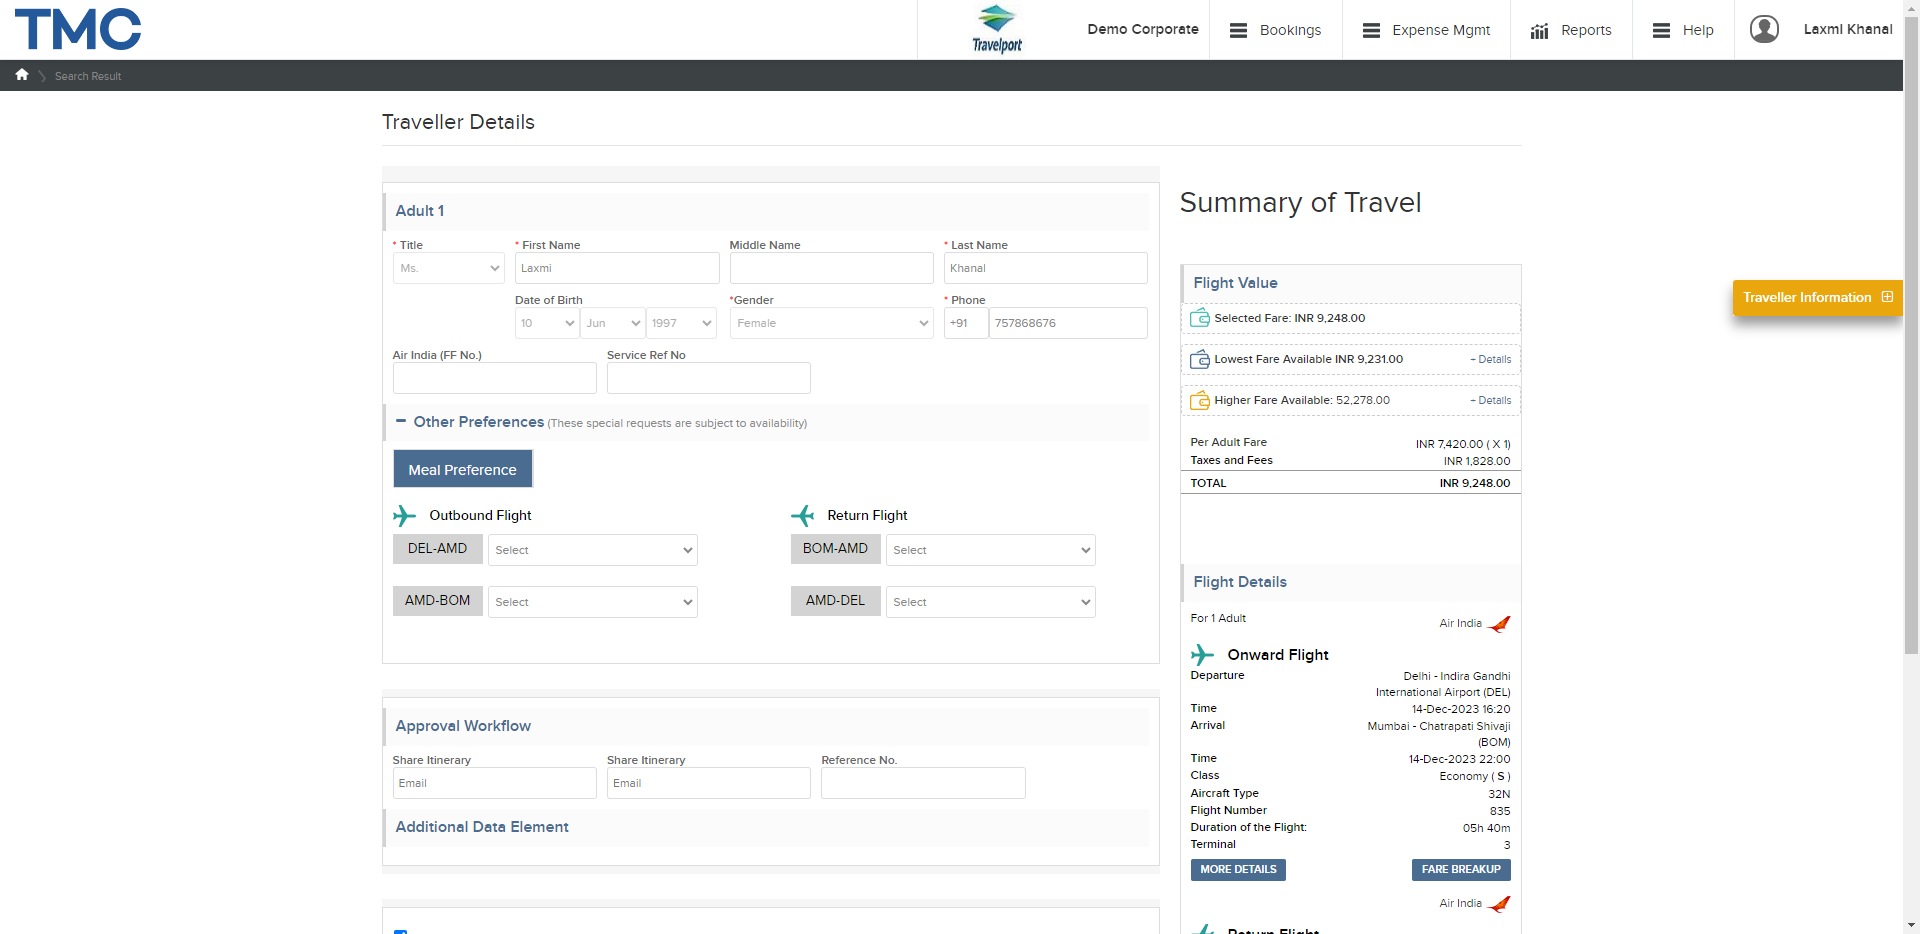 TMC
Travelport
Demo Corporate
Bookings
Expense Mgmt
Reports
Help
Laxmi Khanal
Search Result
Traveller Details
Adult 1
* Title
* First Name
Middle Name
* Last Name
Ms.
Laxmi
Khanal
Date of Birth
*Gender
* Phone
10
Jun
1997
Female
+91
757868676
Air India (FF No.)
Service Ref No
− Other Preferences (These special requests are subject to availability)
Meal Preference
Outbound Flight
Return Flight
DEL-AMD
Select
BOM-AMD
Select
AMD-BOM
Select
AMD-DEL
Select
Approval Workflow
Share Itinerary
Share Itinerary
Reference No.
Email
Email
Additional Data Element
Summary of Travel
Flight Value
Selected Fare: INR 9,248.00
Lowest Fare Available INR 9,231.00
+ Details
Higher Fare Available: 52,278.00
+ Details
Per Adult Fare
INR 7,420.00 ( X 1)
Taxes and Fees
INR 1,828.00
TOTAL
INR 9,248.00
Traveller Information
Flight Details
For 1 Adult
Air India
Onward Flight
Departure
Delhi - Indira Gandhi
International Airport (DEL)
Time
14-Dec-2023 16:20
Arrival
Mumbai - Chatrapati Shivaji
(BOM)
Time
14-Dec-2023 22:00
Class
Economy ( S )
Aircraft Type
32N
Flight Number
835
Duration of the Flight:
05h 40m
Terminal
3
MORE DETAILS
FARE BREAKUP
Air India
Return Flight